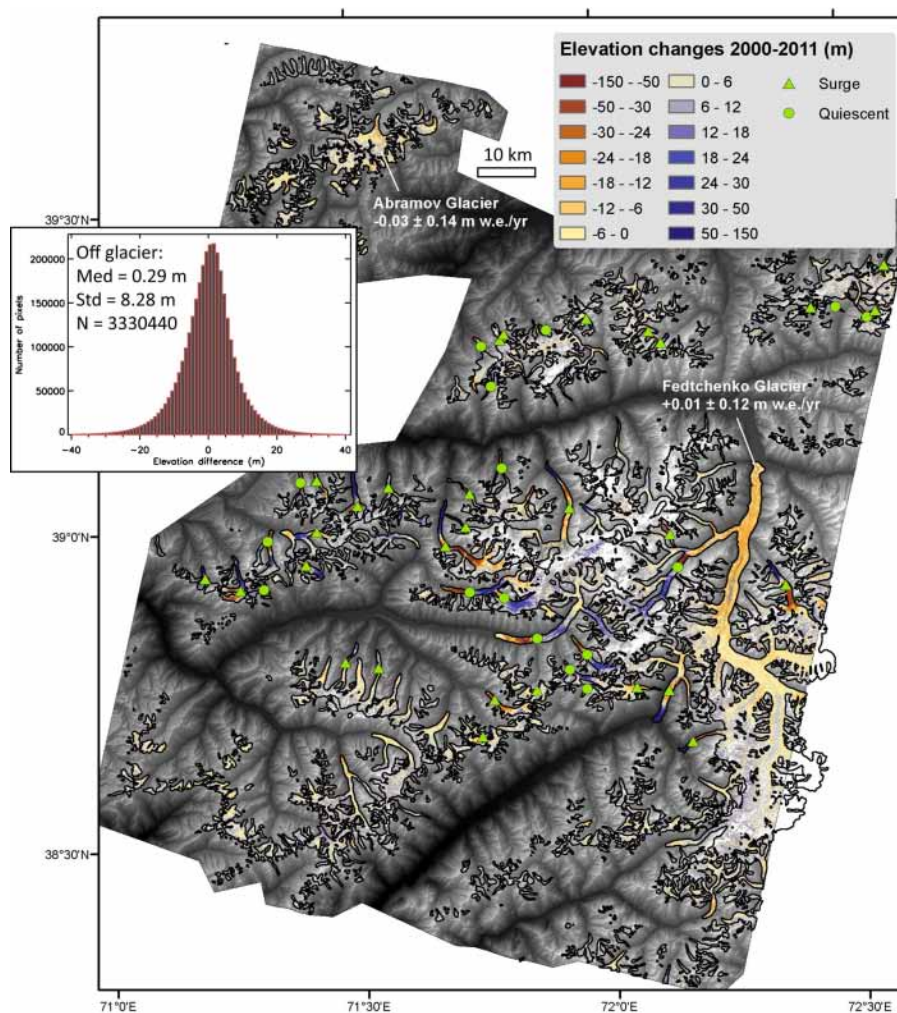 Elevation changes 2000-2011 (m)
-150 - -50
-50 - -30
-30 - -24
-24 - -18
-18 - -12
-12 - -6
-6 - 0
0 - 6
6 - 12
12 - 18
18 - 24
24 - 30
30 - 50
50 - 150
Surge
Quiescent
10 km
Abramov Glacier
-0.03 ± 0.14 m w.e./yr
Fedtchenko Glacier
+0.01 ± 0.12 m w.e./yr
Off glacier:
Med = 0.29 m
Std = 8.28 m
N = 3330440
Number of pixels
200000
150000
100000
50000
0
-40
-20
0
20
40
Elevation difference (m)
39°30'N
39°0'N
38°30'N
71°0'E
71°30'E
72°0'E
72°30'E